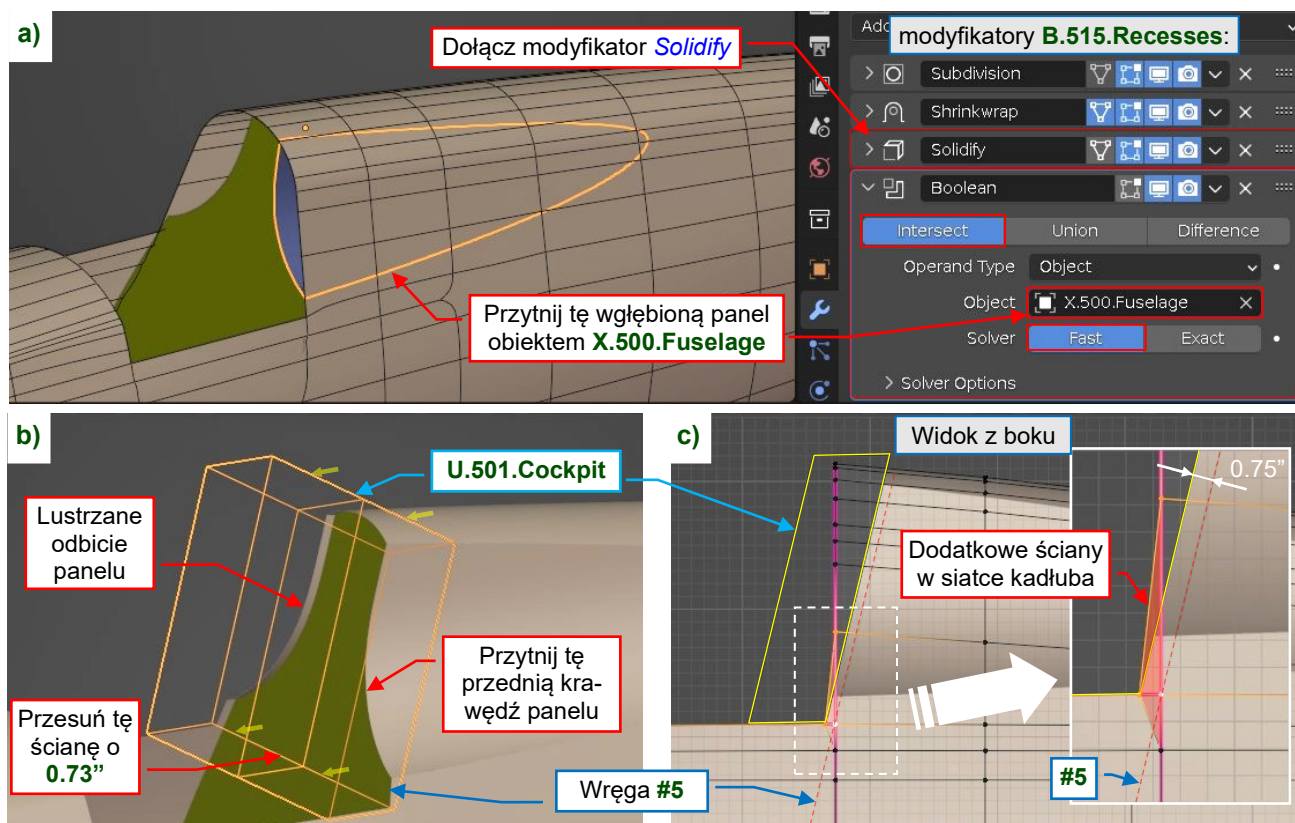 a)
Dołącz modyfikator Solidify
Add
modyfikatory B.515.Recesses:
Subdivision
Shrinkwrap
Solidify
Boolean
Intersect
Union
Difference
Operand Type
Object
Object
X.500.Fuselage
Solver
Fast
Exact
Solver Options
Przytnij tę wgłębioną panel
obiektem X.500.Fuselage
b)
U.501.Cockpit
Lustrzane
odbicie
panelu
Przytnij tę
przednią kra-
wędź panelu
Przesuń tę
ścianę o
0.73”
Wręga #5
c)
Widok z boku
0.75”
Dodatkowe ściany
w siatce kadłuba
#5